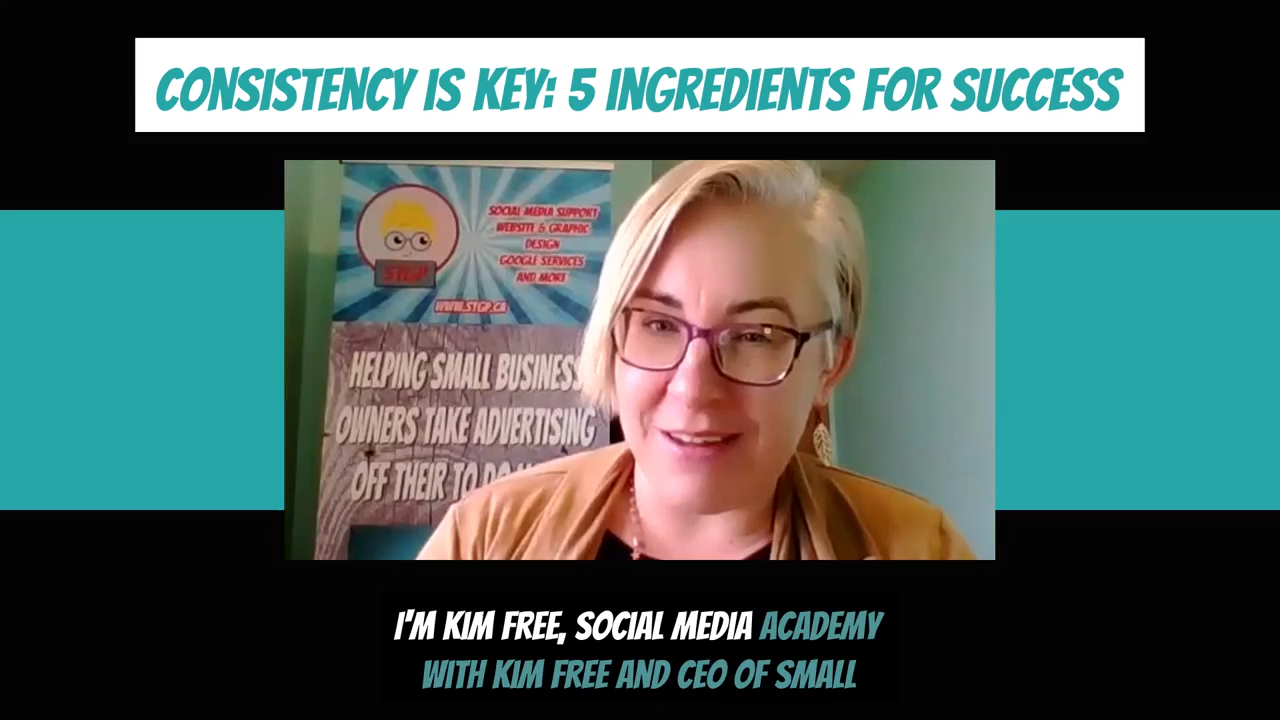 CONSISTENCY IS KEY: 5 INGREDIENTS FOR SUCCESS
SOCIAL MEDIA SUPPORT
WEBSITE & GRAPHIC
DESIGN
GOOGLE SERVICES
AND MORE
STGP
WWW.STGP.CA
HELPING SMALL BUSINESS
OWNERS TAKE ADVERTISING
OFF THEIR TO DO
I'M KIM FREE, SOCIAL MEDIA ACADEMY
WITH KIM FREE AND CEO OF SMALL